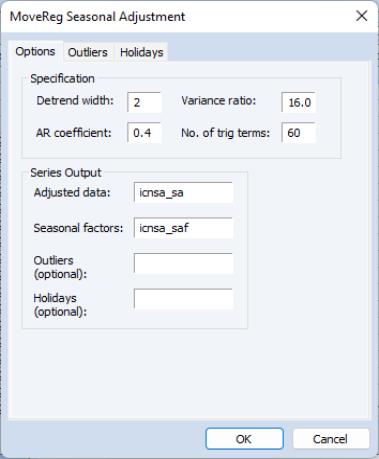 MoveReg Seasonal Adjustment
Options Outliers Holidays
Specification
Detrend width: 2 Variance ratio: 16.0
AR coefficient: 0.4 No. of trig terms: 60
Series Output
Adjusted data: icnsa_sa
Seasonal factors: icnsa_saf
Outliers
(optional):
Holidays
(optional):
OK Cancel